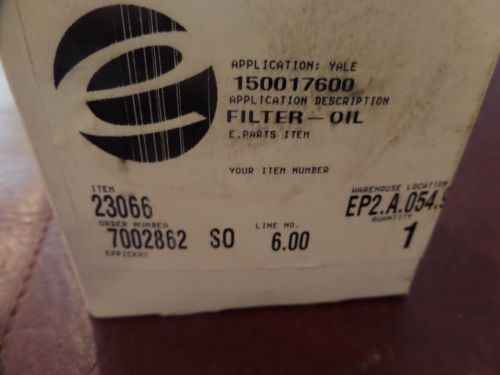 APPLICATION: YALE
150017600
APPLICATION DESCRIPTION
FILTER-OIL
E.PARTS ITEM
YOUR ITEM NUMBER
ITEM
23066
WAREHOUSE LOCATION
EP2.A.054.
ORDER NUMBER
7002862 SO
LINE NO.
6.00
QUANTITY
1